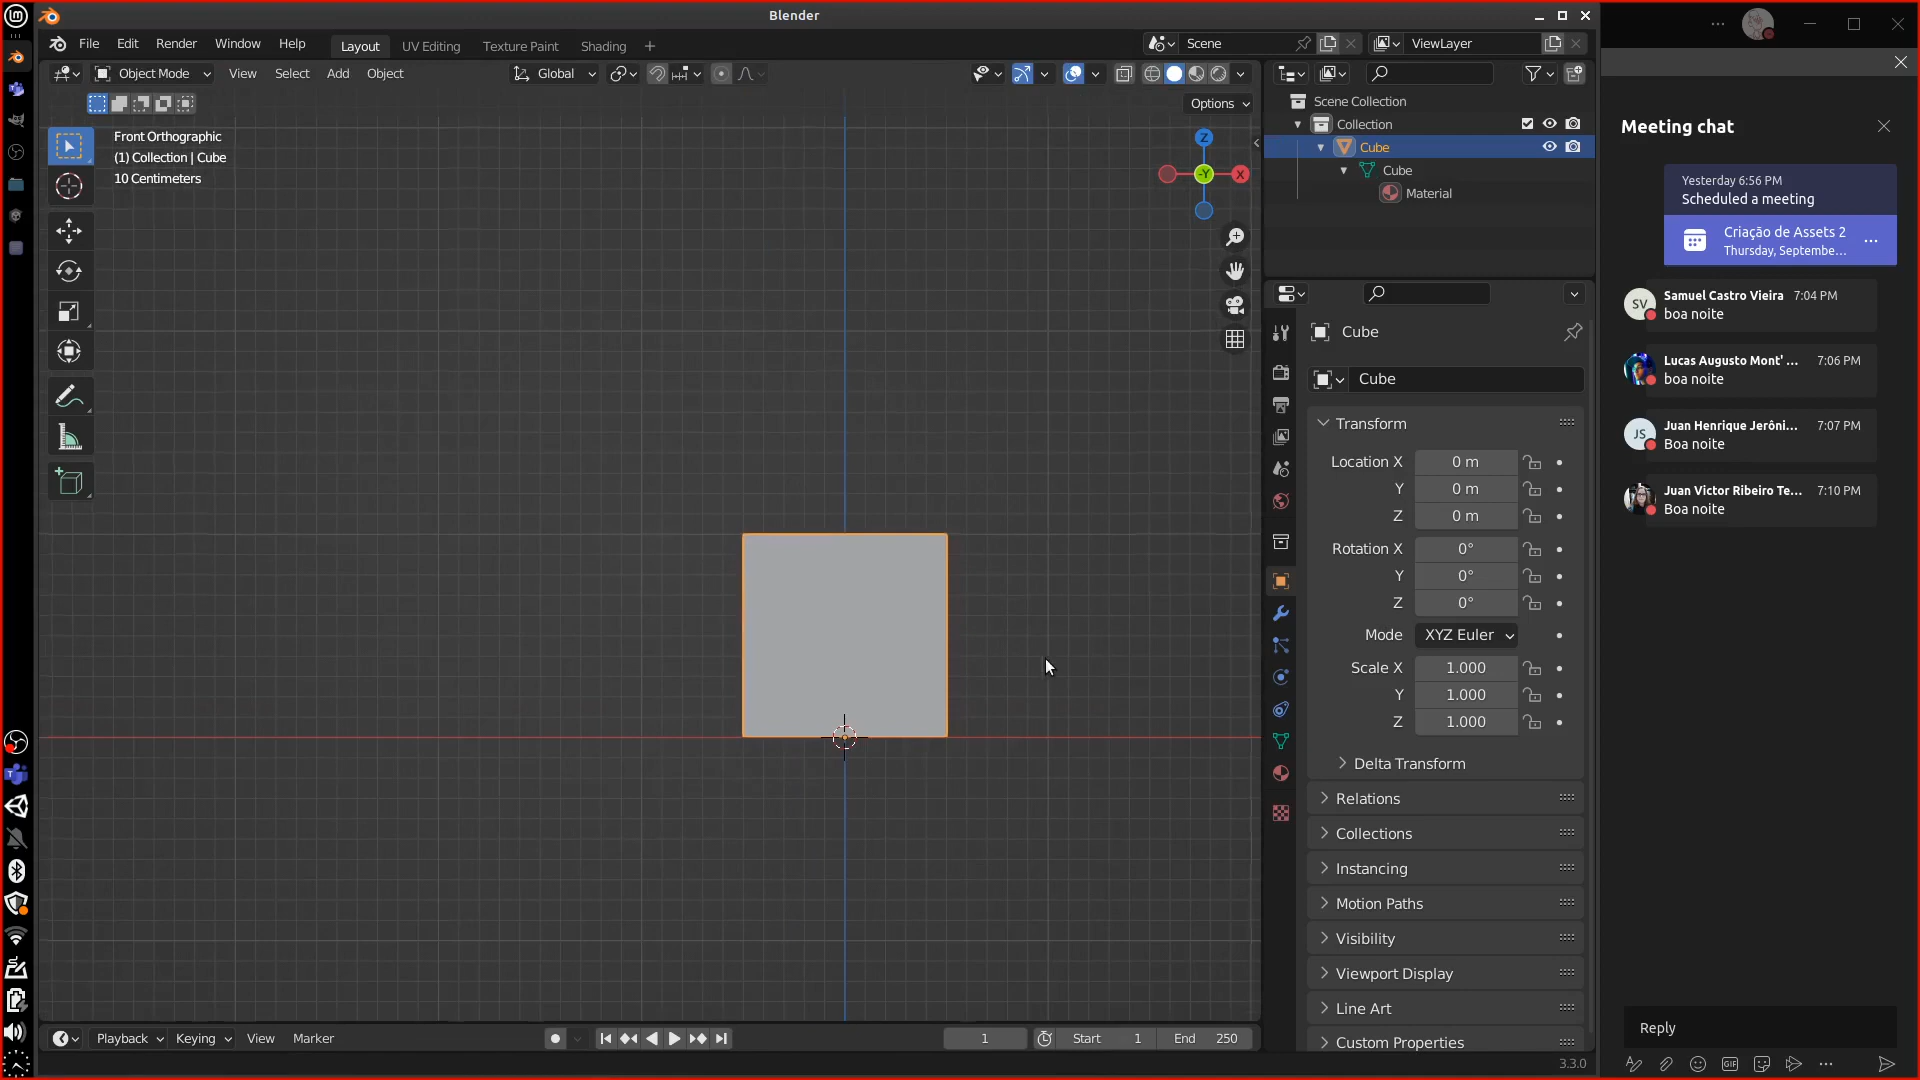 Blender
File Edit Render Window Help Layout UV Editing Texture Paint Shading + Scene ViewLayer
Object Mode View Select Add Object Global
Options
Front Orthographic
(1) Collection | Cube
10 Centimeters
Z
-Y X
Scene Collection
Collection
Cube
Cube
Material
Cube
Cube
Transform
Location X 0 m
Y 0 m
Z 0 m
Rotation X 0°
Y 0°
Z 0°
Mode XYZ Euler
Scale X 1.000
Y 1.000
Z 1.000
Delta Transform
Relations
Collections
Instancing
Motion Paths
Visibility
Viewport Display
Line Art
Custom Properties
Playback Keying View Marker 1 Start 1 End 250
3.3.0
Meeting chat
Yesterday 6:56 PM
Scheduled a meeting
Criação de Assets 2
Thursday, Septembe...
SV
Samuel Castro Vieira 7:04 PM
boa noite
Lucas Augusto Mont' ... 7:06 PM
boa noite
JS
Juan Henrique Jerôni... 7:07 PM
Boa noite
Juan Victor Ribeiro Te... 7:10 PM
Boa noite
Reply
GIF